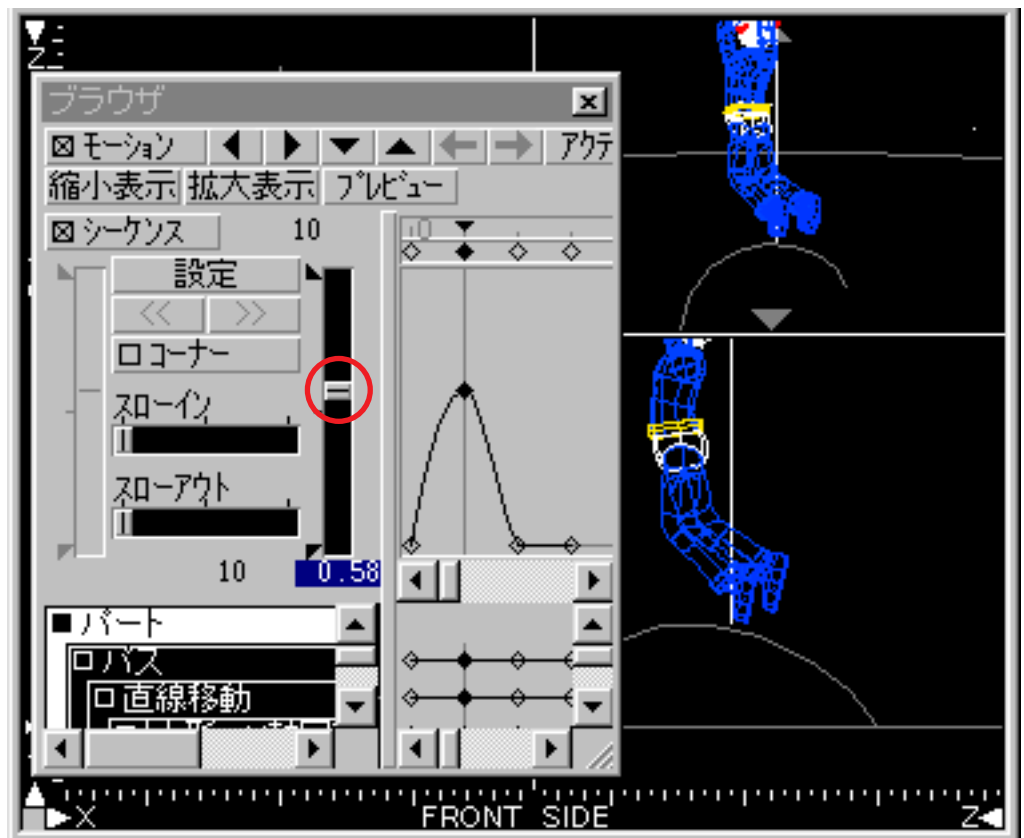 Z
ブラウザ
モーション アクテ
縮小表示 拡大表示 プレビュー
シーケンス 10
設定
<< >>
コーナー
スローイン
スローアウト
10 0.58
パート
パス
直線移動
X FRONT SIDE Z